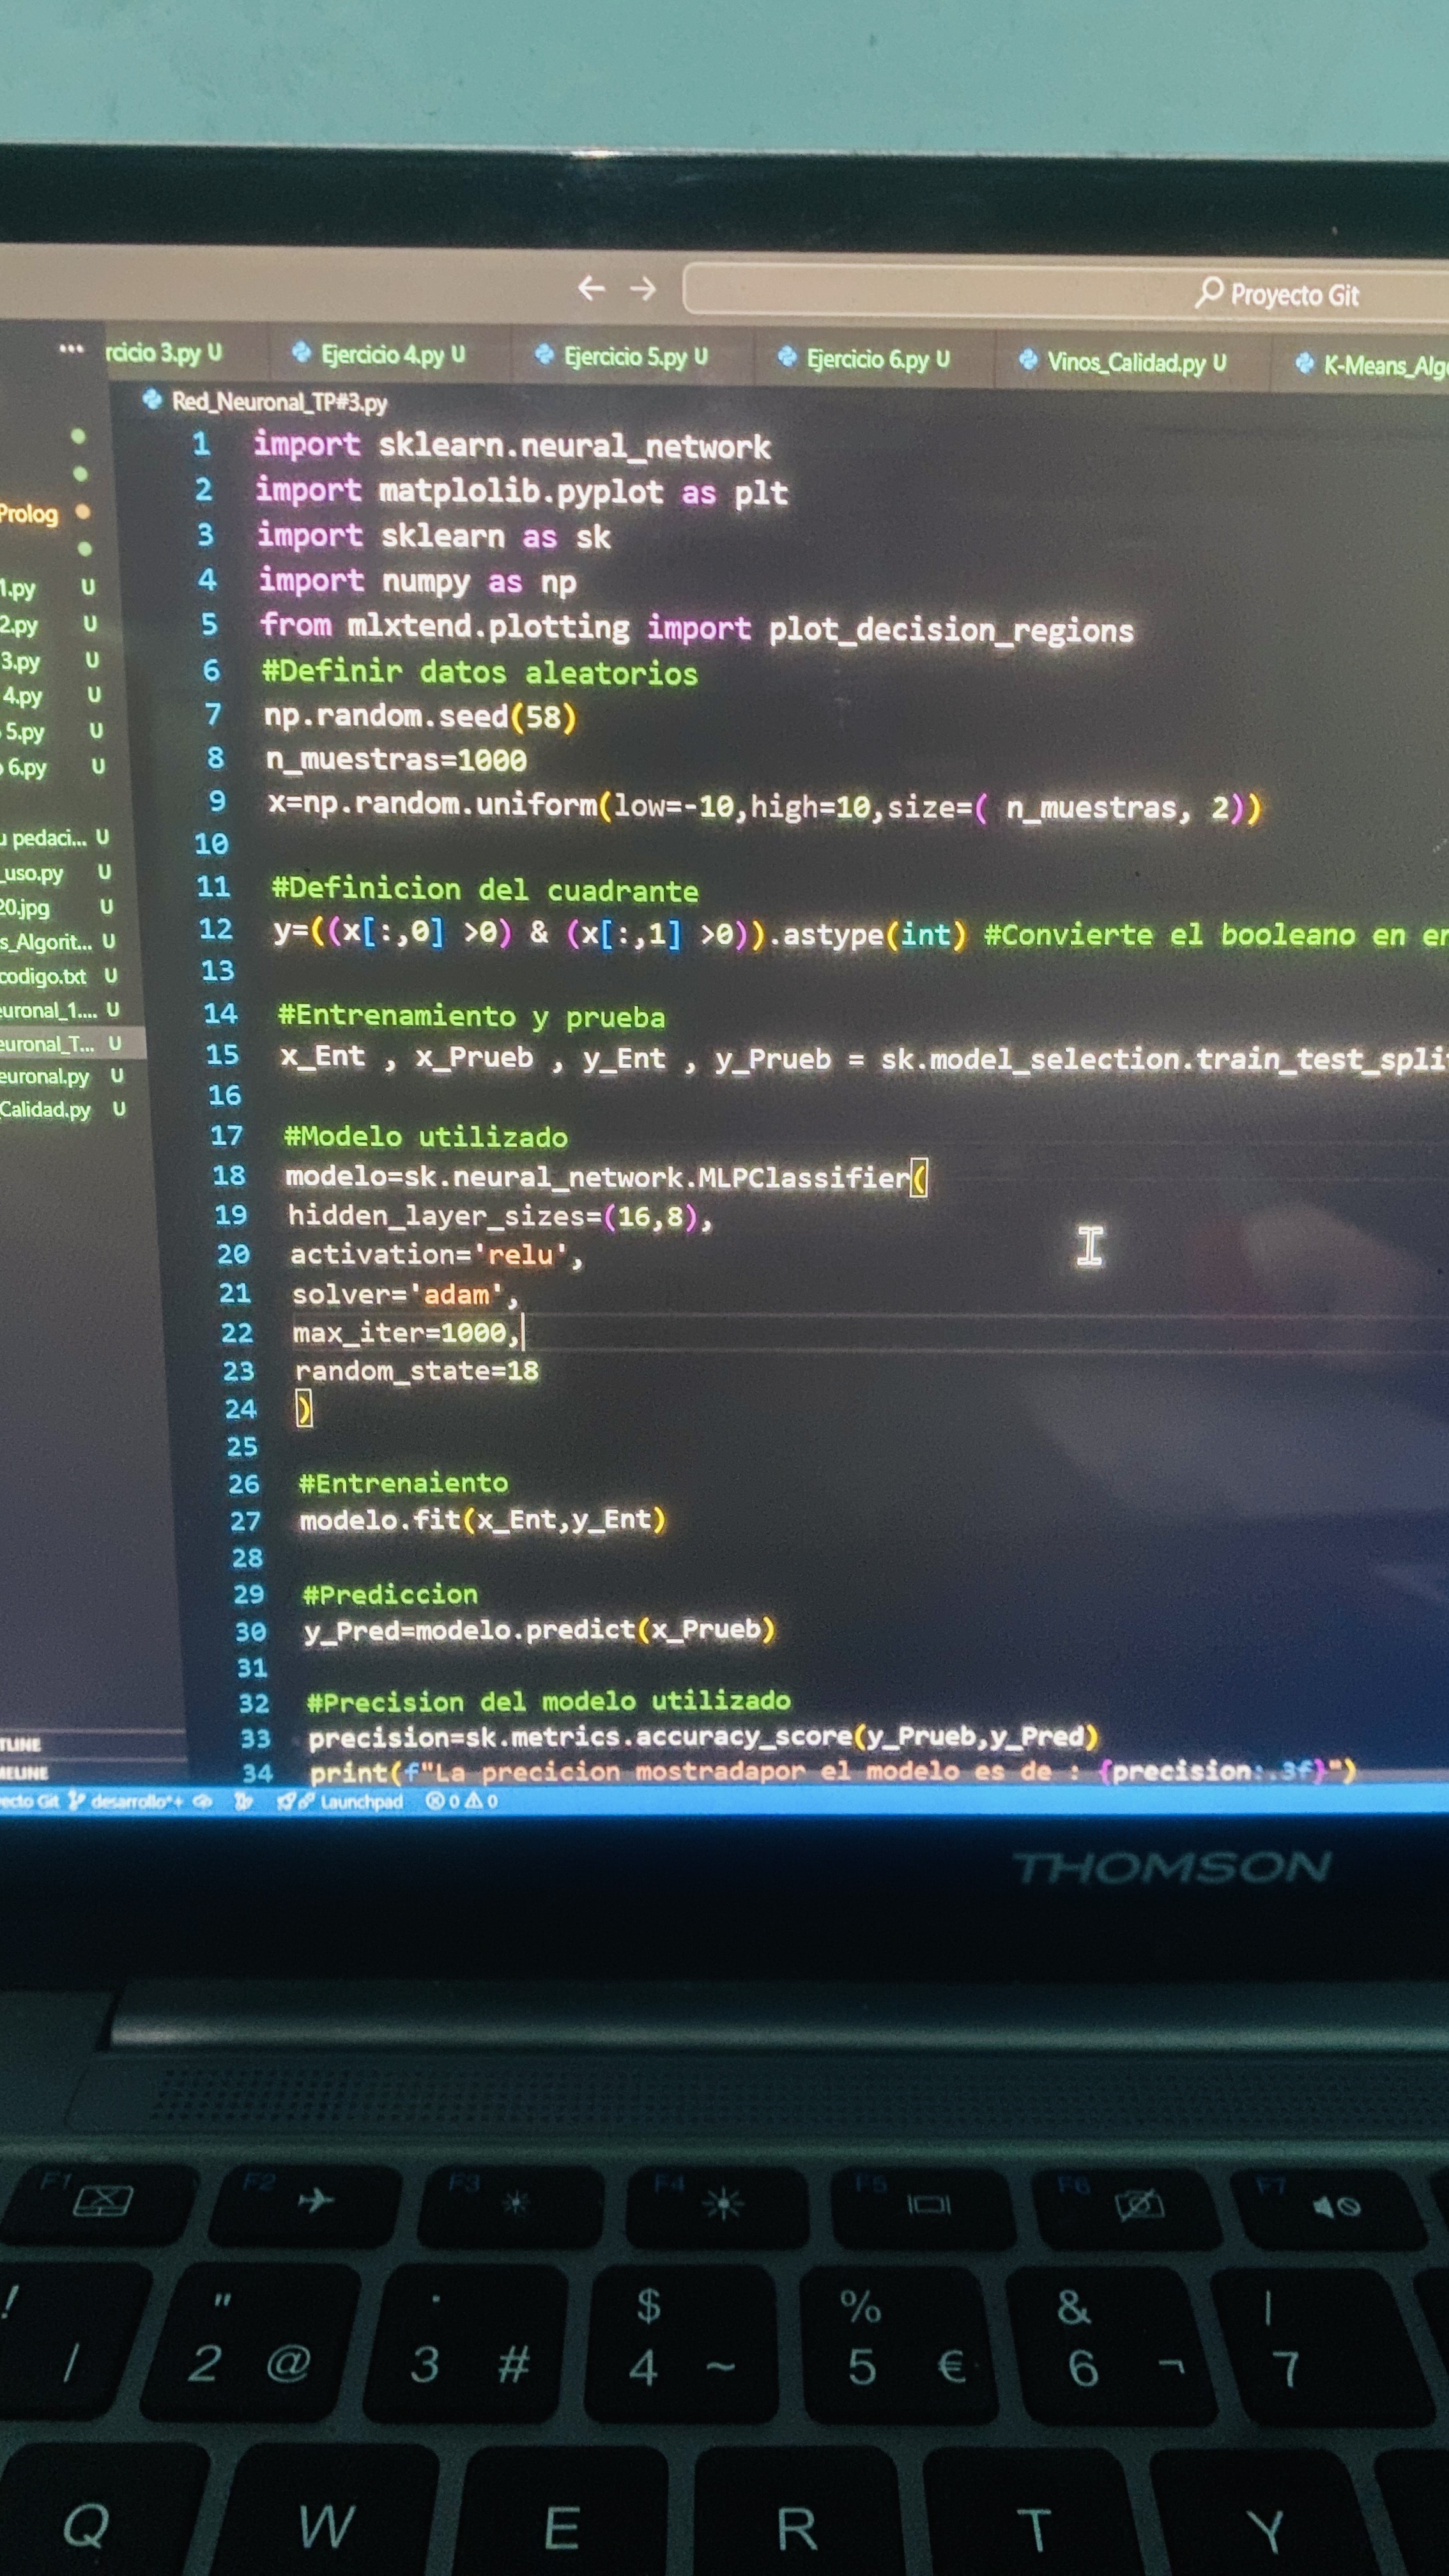 Proyecto Git
... rcicio 3.py U Ejercicio 4.py U Ejercicio 5.py U Ejercicio 6.py U Vinos_Calidad.py U K-Means_Algo
Red_Neuronal_TP#3.py
1 import sklearn.neural_network
2 import matplolib.pyplot as plt
3 import sklearn as sk
4 import numpy as np
5 from mlxtend.plotting import plot_decision_regions
6 #Definir datos aleatorios
7 np.random.seed(58)
8 n_muestras=1000
9 x=np.random.uniform(low=-10,high=10,size=( n_muestras, 2))
10
11 #Definicion del cuadrante
12 y=((x[:,0] >0) & (x[:,1] >0)).astype(int) #Convierte el booleano en en
13
14 #Entrenamiento y prueba
15 x_Ent , x_Prueb , y_Ent , y_Prueb = sk.model_selection.train_test_spli
16
17 #Modelo utilizado
18 modelo=sk.neural_network.MLPClassifier(
19 hidden_layer_sizes=(16,8),
20 activation='relu',
21 solver='adam',
22 max_iter=1000,
23 random_state=18
24 )
25
26 #Entrenaiento
27 modelo.fit(x_Ent,y_Ent)
28
29 #Prediccion
30 y_Pred=modelo.predict(x_Prueb)
31
32 #Precision del modelo utilizado
33 precision=sk.metrics.accuracy_score(y_Prueb,y_Pred)
34 print(f"La precicion mostradapor el modelo es de : {precision:.3f}")
Prolog
1.py U
2.py U
3.py U
4.py U
5.py U
6.py U
u pedaci... U
_uso.py U
20.jpg U
s_Algorit... U
codigo.txt U
euronal_1.... U
euronal_T... U
euronal.py U
Calidad.py U
TLINE
MELINE
ecto Git desarrollo*+ Launchpad 0 0
THOMSON
F1 F2 F3 F4 F5 F6 F7
! " · $ % & |
/ 2 @ 3 # 4 ~ 5 € 6 ¬ 7
Q W E R T Y